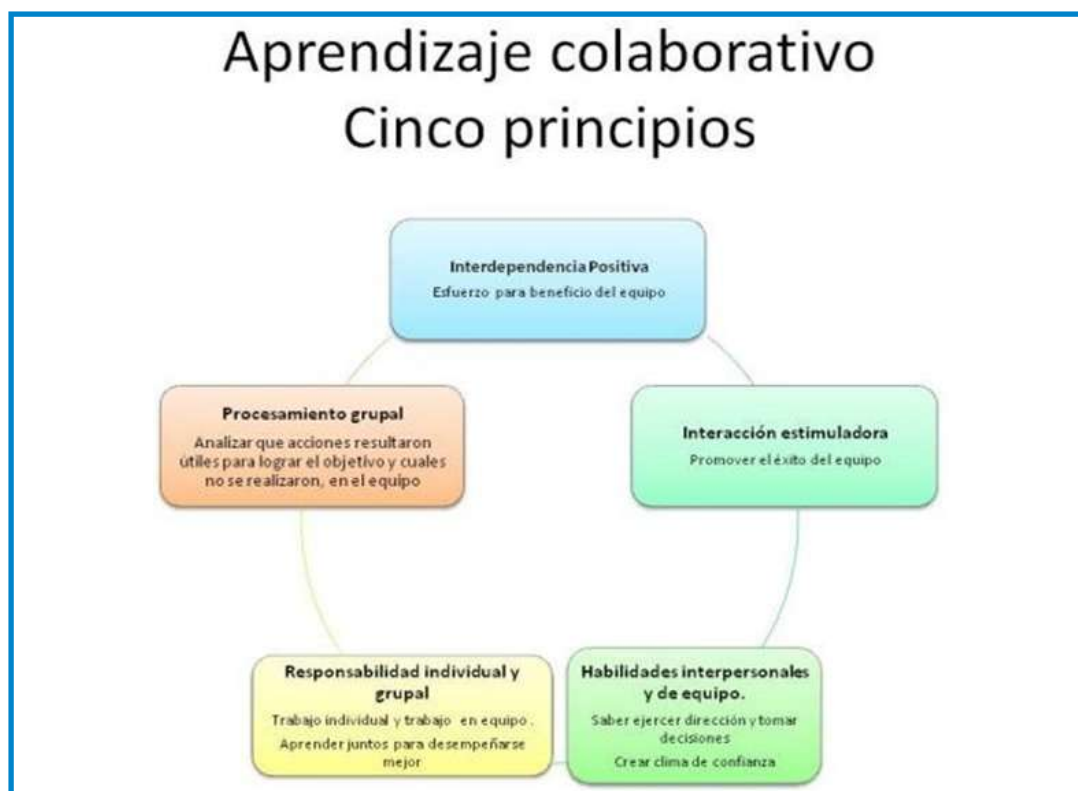 Aprendizaje colaborativo
Cinco principios
Interdependencia Positiva
Esfuerzo para beneficio del equipo
Interacción estimuladora
Promover el éxito del equipo
Habilidades interpersonales
y de equipo.
Saber ejercer dirección y tomar
decisiones
Crear clima de confianza
Responsabilidad individual y
grupal
Trabajo individual y trabajo en equipo.
Aprender juntos para desempeñarse
mejor
Procesamiento grupal
Analizar que acciones resultaron
útiles para lograr el objetivo y cuales
no se realizaron, en el equipo